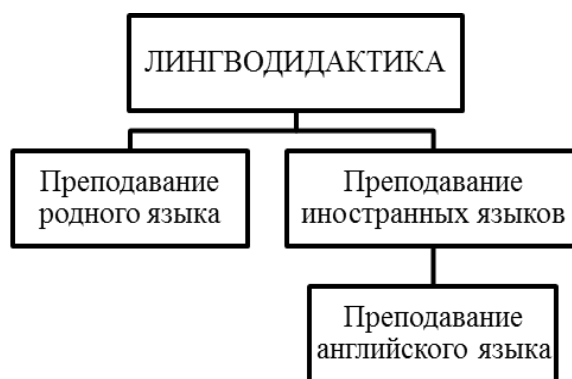 ЛИНГВОДИДАКТИКА
Преподавание
родного языка
Преподавание
иностранных языков
Преподавание
английского языка